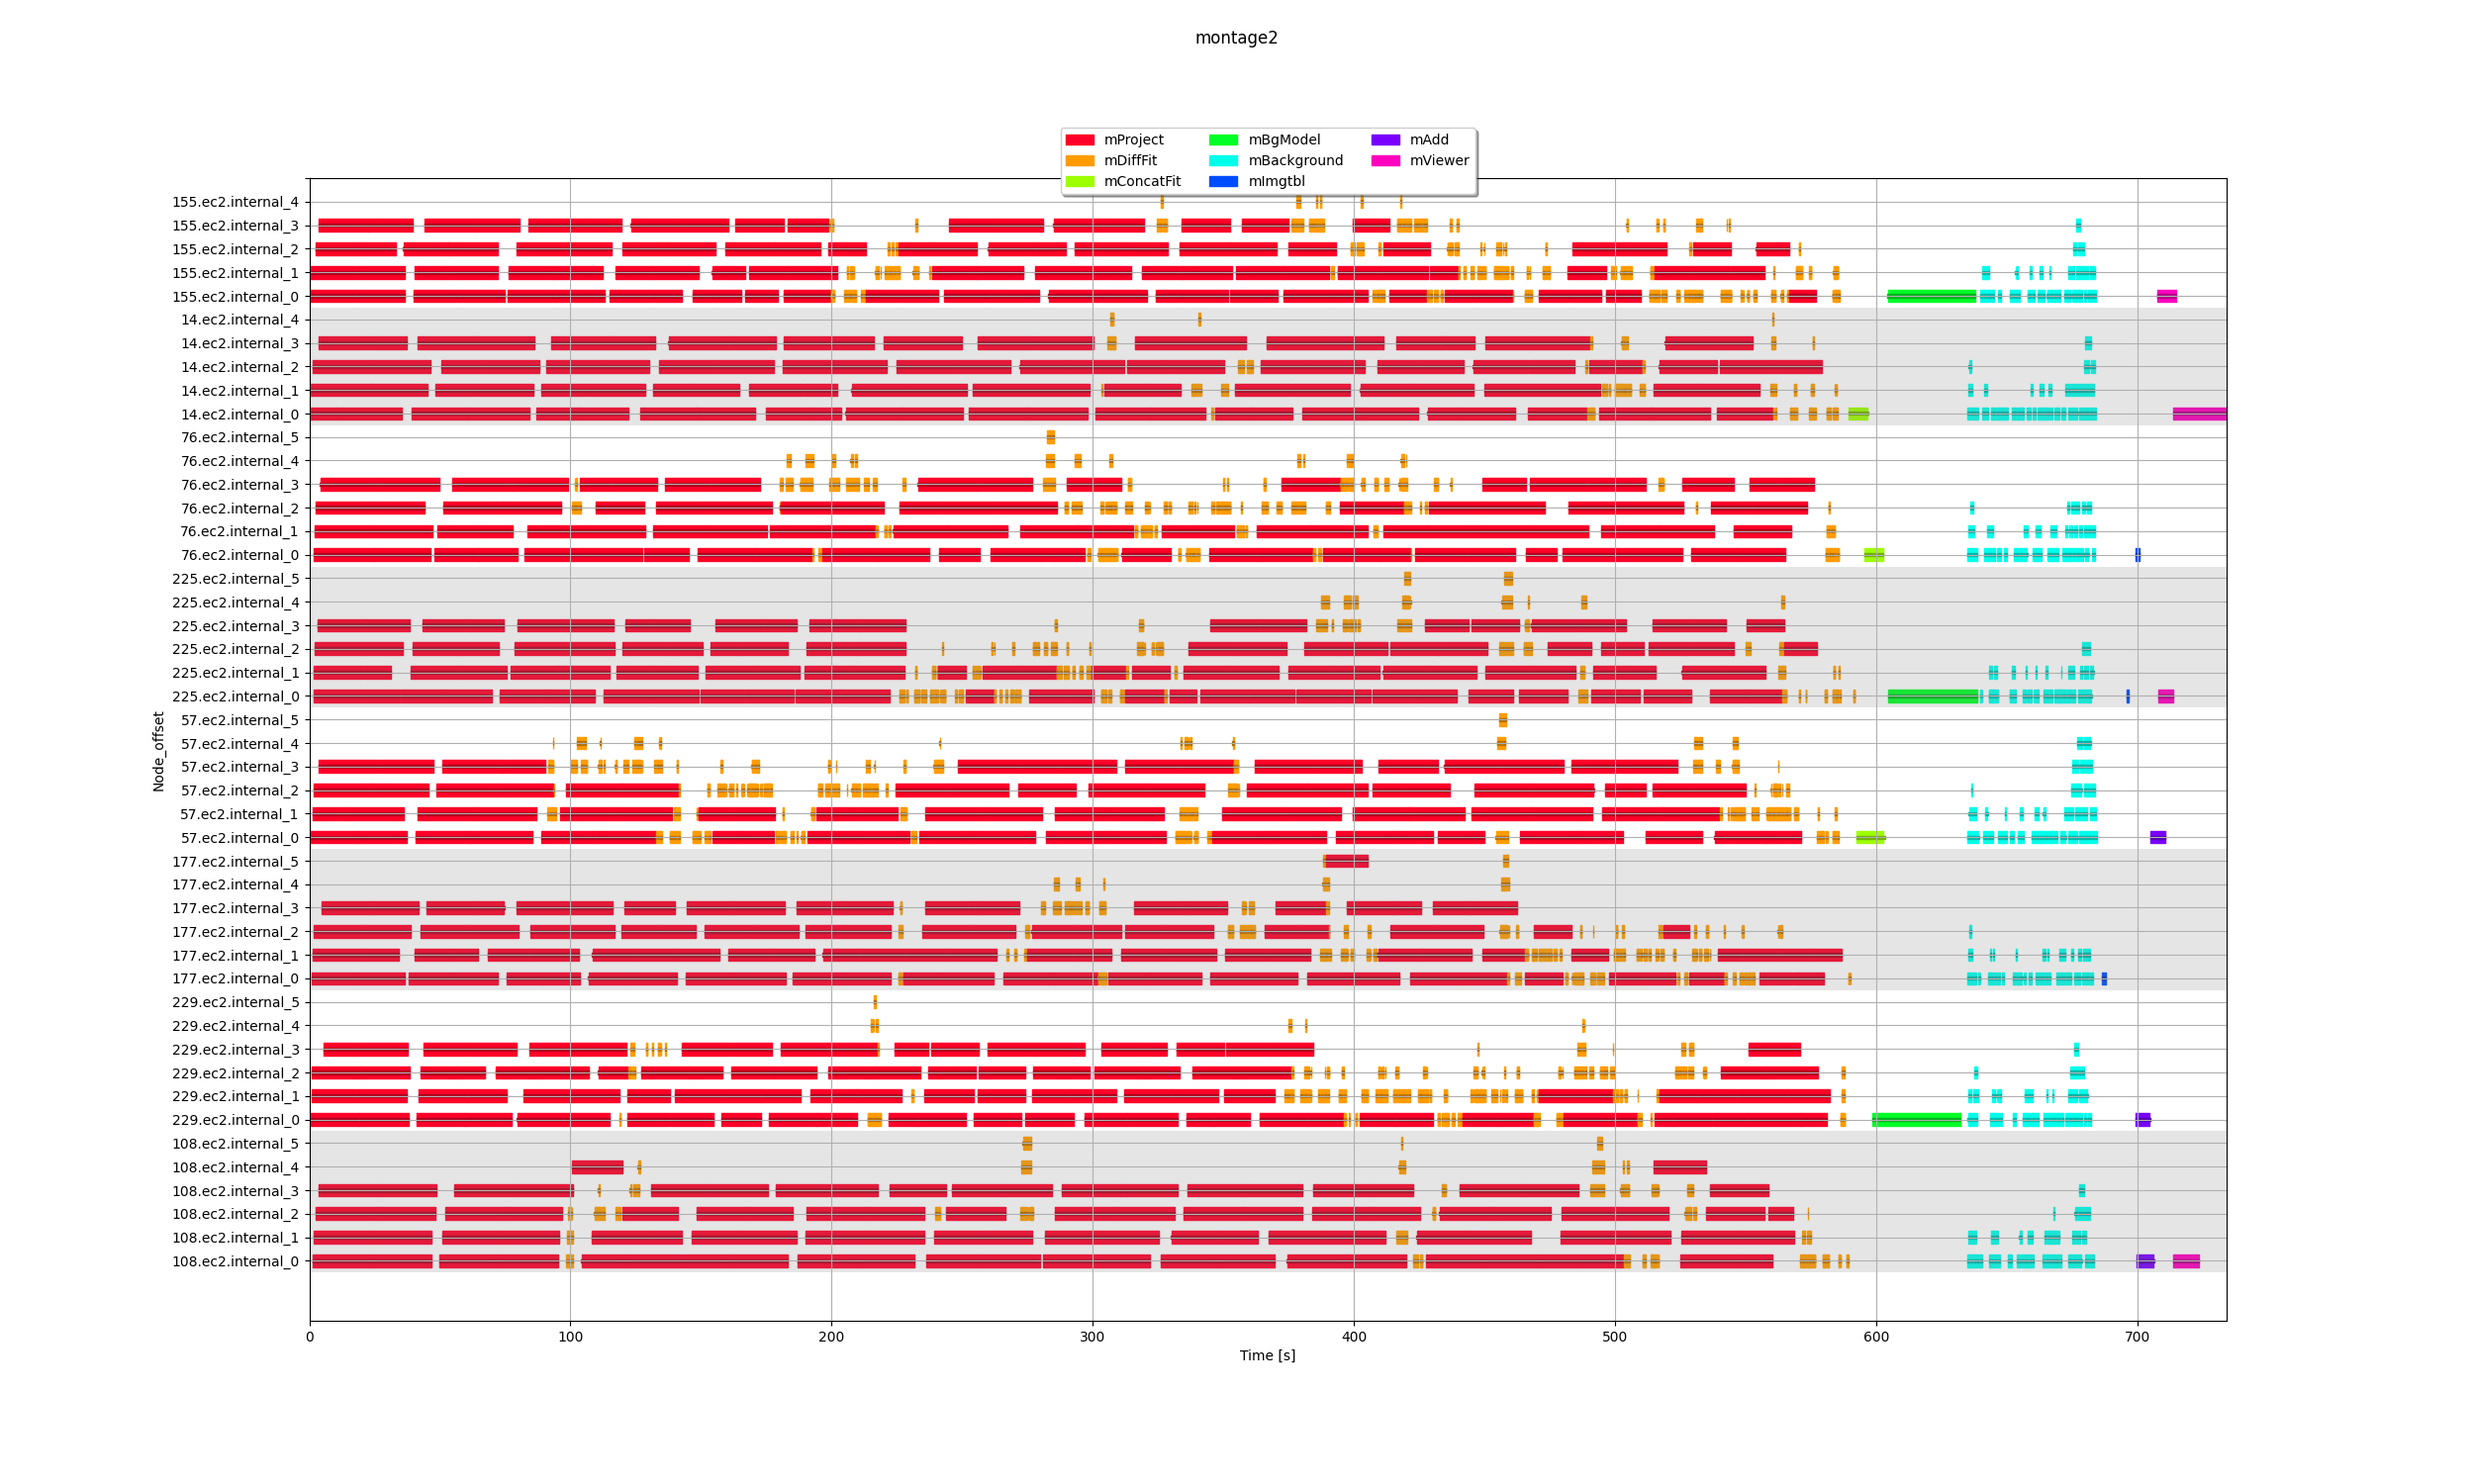 montage2
mProject mBgModel mAdd
mDiffFit mBackground mViewer
mConcatFit mImgtbl
155.ec2.internal_4
155.ec2.internal_3
155.ec2.internal_2
155.ec2.internal_1
155.ec2.internal_0
14.ec2.internal_4
14.ec2.internal_3
14.ec2.internal_2
14.ec2.internal_1
14.ec2.internal_0
76.ec2.internal_5
76.ec2.internal_4
76.ec2.internal_3
76.ec2.internal_2
76.ec2.internal_1
76.ec2.internal_0
225.ec2.internal_5
225.ec2.internal_4
225.ec2.internal_3
225.ec2.internal_2
225.ec2.internal_1
225.ec2.internal_0
57.ec2.internal_5
57.ec2.internal_4
57.ec2.internal_3
57.ec2.internal_2
57.ec2.internal_1
57.ec2.internal_0
177.ec2.internal_5
177.ec2.internal_4
177.ec2.internal_3
177.ec2.internal_2
177.ec2.internal_1
177.ec2.internal_0
229.ec2.internal_5
229.ec2.internal_4
229.ec2.internal_3
229.ec2.internal_2
229.ec2.internal_1
229.ec2.internal_0
108.ec2.internal_5
108.ec2.internal_4
108.ec2.internal_3
108.ec2.internal_2
108.ec2.internal_1
108.ec2.internal_0
Node_offset
0 100 200 300 400 500 600 700
Time [s]